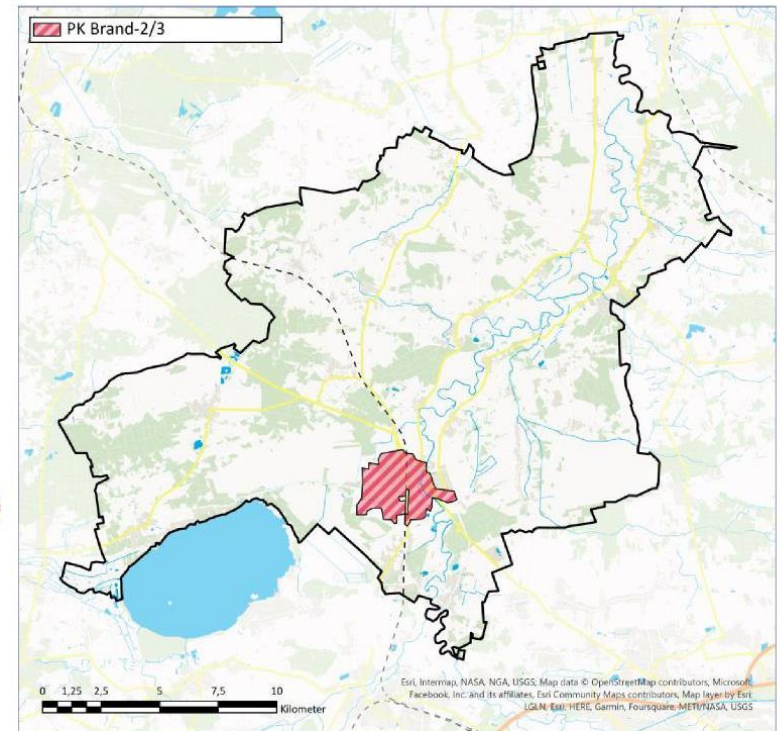 PK Brand-2/3
0 1,25 2,5 5 7,5 10
Kilometer
Esri, Intermap, NASA, NGA, USGS; Map data © OpenStreetMap contributors, Microsoft,
Facebook, Inc. and its affiliates, Esri Community Maps contributors, Map layer by Esri;
LGLN, Esri, HERE, Garmin, Foursquare, METI/NASA, USGS